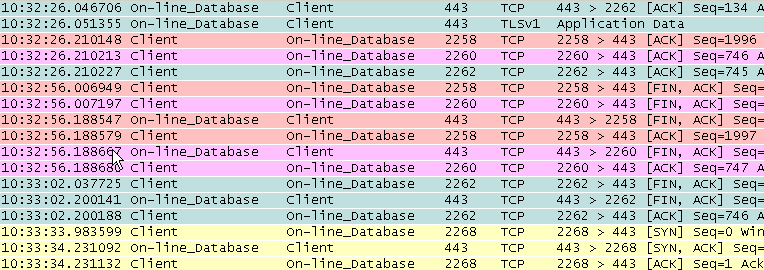 10:32:26.046706 On-line_Database Client 443 TCP 443 > 2262 [ACK] Seq=134 A
10:32:26.051355 On-line_Database Client 443 TLSv1 Application Data
10:32:26.210148 Client On-line_Database 2258 TCP 2258 > 443 [ACK] Seq=1996
10:32:26.210213 Client On-line_Database 2260 TCP 2260 > 443 [ACK] Seq=746 A
10:32:26.210227 Client On-line_Database 2262 TCP 2262 > 443 [ACK] Seq=745 A
10:32:56.006949 Client On-line_Database 2258 TCP 2258 > 443 [FIN, ACK] Seq=
10:32:56.007197 Client On-line_Database 2260 TCP 2260 > 443 [FIN, ACK] Seq=
10:32:56.188547 On-line_Database Client 443 TCP 443 > 2258 [FIN, ACK] Seq=
10:32:56.188579 Client On-line_Database 2258 TCP 2258 > 443 [ACK] Seq=1997
On-line_Database Client 443 TCP 443 > 2260 [FIN, ACK] Seq=
Client On-line_Database 2260 TCP 2260 > 443 [ACK] Seq=747 A
10:33:02.037725 Client On-line_Database 2262 TCP 2262 > 443 [FIN, ACK] Seq=
10:33:02.200141 On-line_Database Client 443 TCP 443 > 2262 [FIN, ACK] Seq=
10:33:02.200188 Client On-line_Database 2262 TCP 2262 > 443 [ACK] Seq=746 A
10:33:33.983599 Client On-line_Database 2268 TCP 2268 > 443 [SYN] Seq=0 Win
10:33:34.231092 On-line_Database Client 443 TCP 443 > 2268 [SYN, ACK] Seq=
10:33:34.231132 Client On-line_Database 2268 TCP 2268 > 443 [ACK] Seq=1 Ack